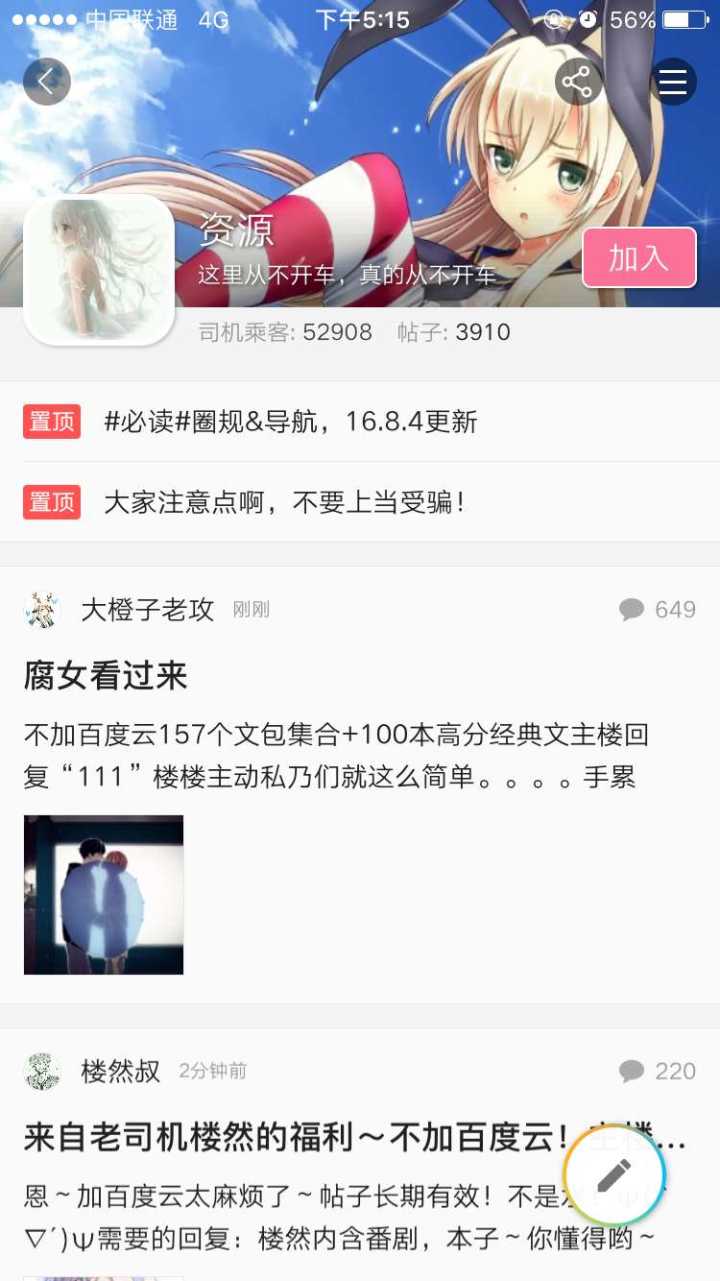 中国联通 4G 下午5:15 56%
资源
这里从不开车，真的从不开车
加入
司机乘客: 52908 帖子: 3910
置顶 #必读#圈规&导航，16.8.4更新
置顶 大家注意点啊，不要上当受骗！
大橙子老攻 刚刚 649
腐女看过来
不加百度云157个文包集合+100本高分经典文主楼回
复“111”楼楼主动私乃们就这么简单。。。。手累
楼然叔 2分钟前 220
来自老司机楼然的福利～不加百度云！主楼...
恩～加百度云太麻烦了～帖子长期有效！不是
▽´)ψ需要的回复：楼然内含番剧，本子～你懂得哟～